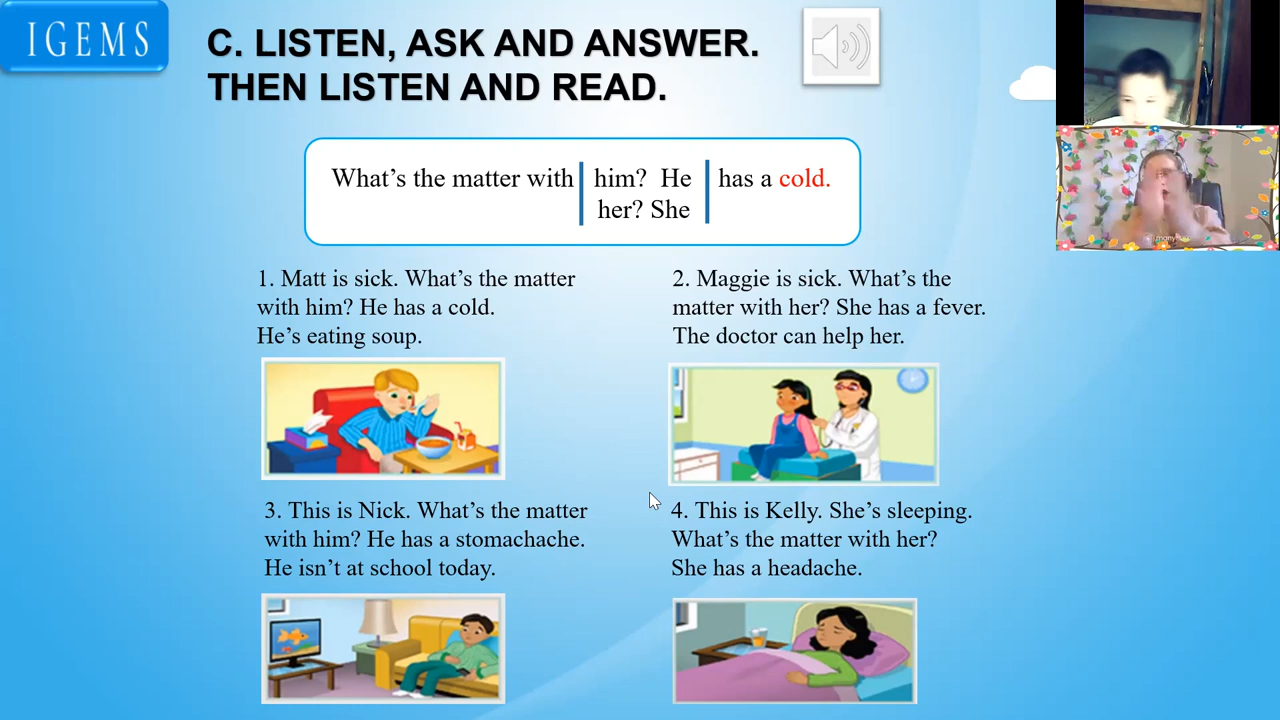 IGEMS
C. LISTEN, ASK AND ANSWER.
THEN LISTEN AND READ.
What's the matter with him? He has a cold.
her? She
1. Matt is sick. What's the matter
with him? He has a cold.
He's eating soup.
2. Maggie is sick. What's the
matter with her? She has a fever.
The doctor can help her.
3. This is Nick. What's the matter
with him? He has a stomachache.
He isn't at school today.
4. This is Kelly. She's sleeping.
What's the matter with her?
She has a headache.